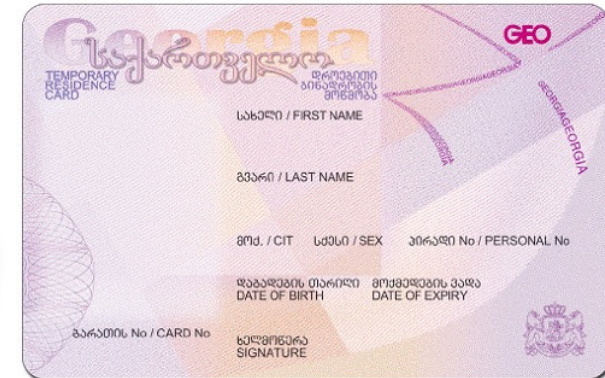 Georgia
GEO
საქართველო
TEMPORARY
RESIDENCE
CARD
დროებითი
ბინადრობის
მოწმობა
სახელი / FIRST NAME
გვარი / LAST NAME
მოქ. / CIT სქესი / SEX პირადი No / PERSONAL No
დაბადების თარიღი მოქმედების ვადა
DATE OF BIRTH DATE OF EXPIRY
ბარათის No / CARD No
ხელმოწერა
SIGNATURE
GEORGIAGEORGIA